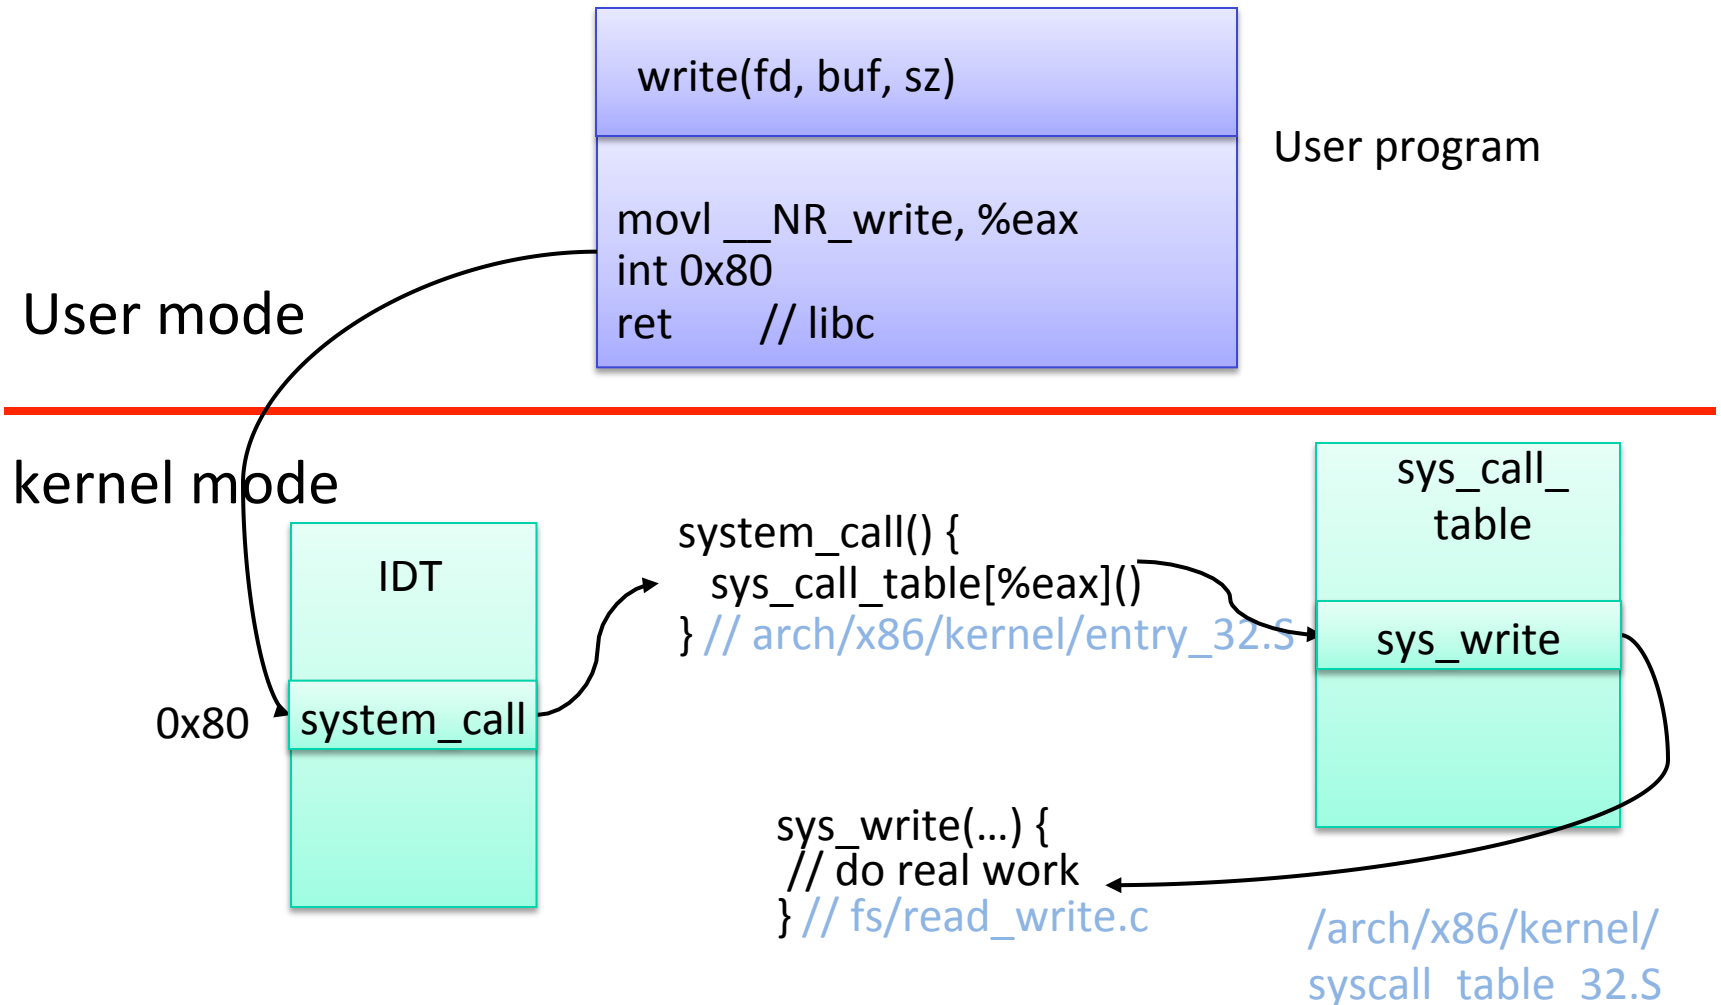 write(fd, buf, sz)
User program
movl __NR_write, %eax
int 0x80
ret // libc
User mode
kernel mode
IDT
0x80
system_call
system_call() {
sys_call_table[%eax]()
} // arch/x86/kernel/entry_32.S
sys_call_
table
sys_write
sys_write(…) {
// do real work
} // fs/read_write.c
/arch/x86/kernel/
syscall_table_32.S